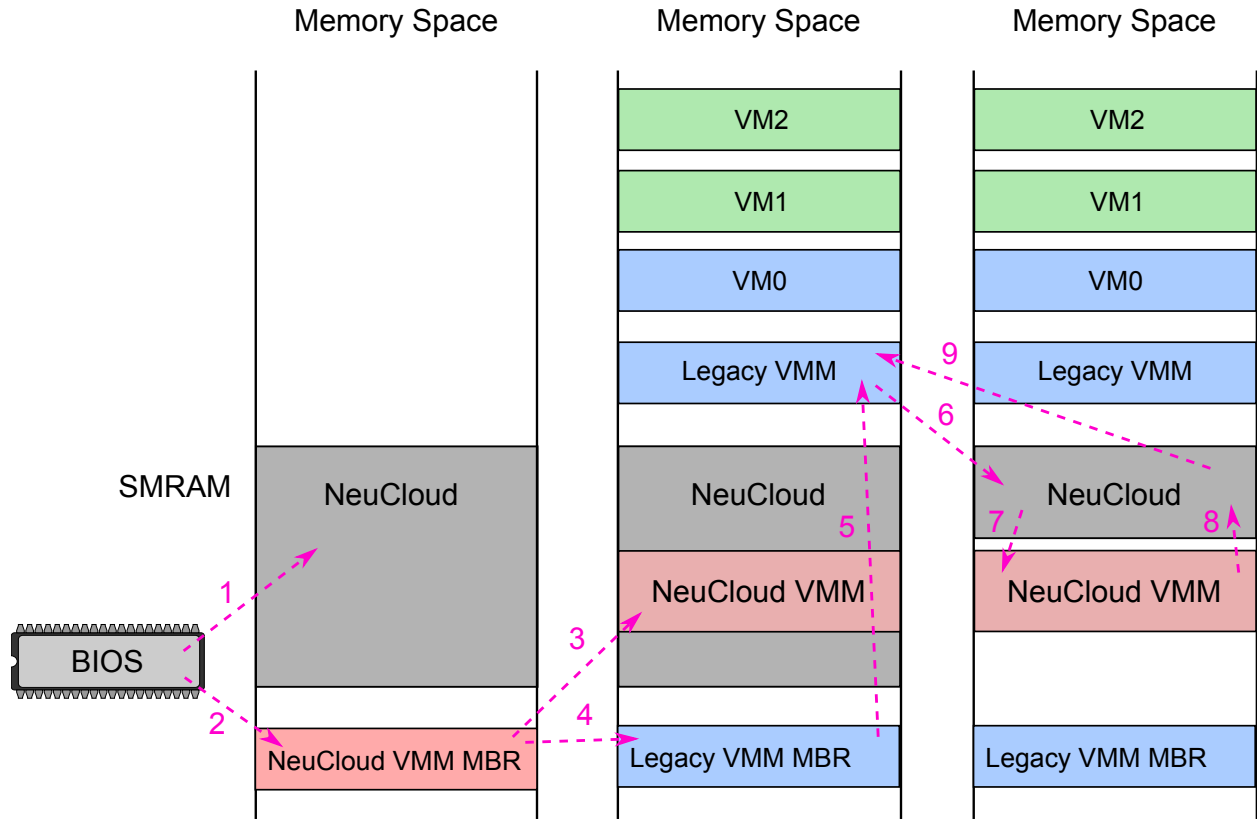 Memory Space
Memory Space
Memory Space
VM2
VM2
VM1
VM1
VM0
VM0
Legacy VMM
9
Legacy VMM
6
SMRAM
NeuCloud
NeuCloud
NeuCloud
5
7
8
1
NeuCloud VMM
NeuCloud VMM
3
BIOS
2
4
NeuCloud VMM MBR
Legacy VMM MBR
Legacy VMM MBR